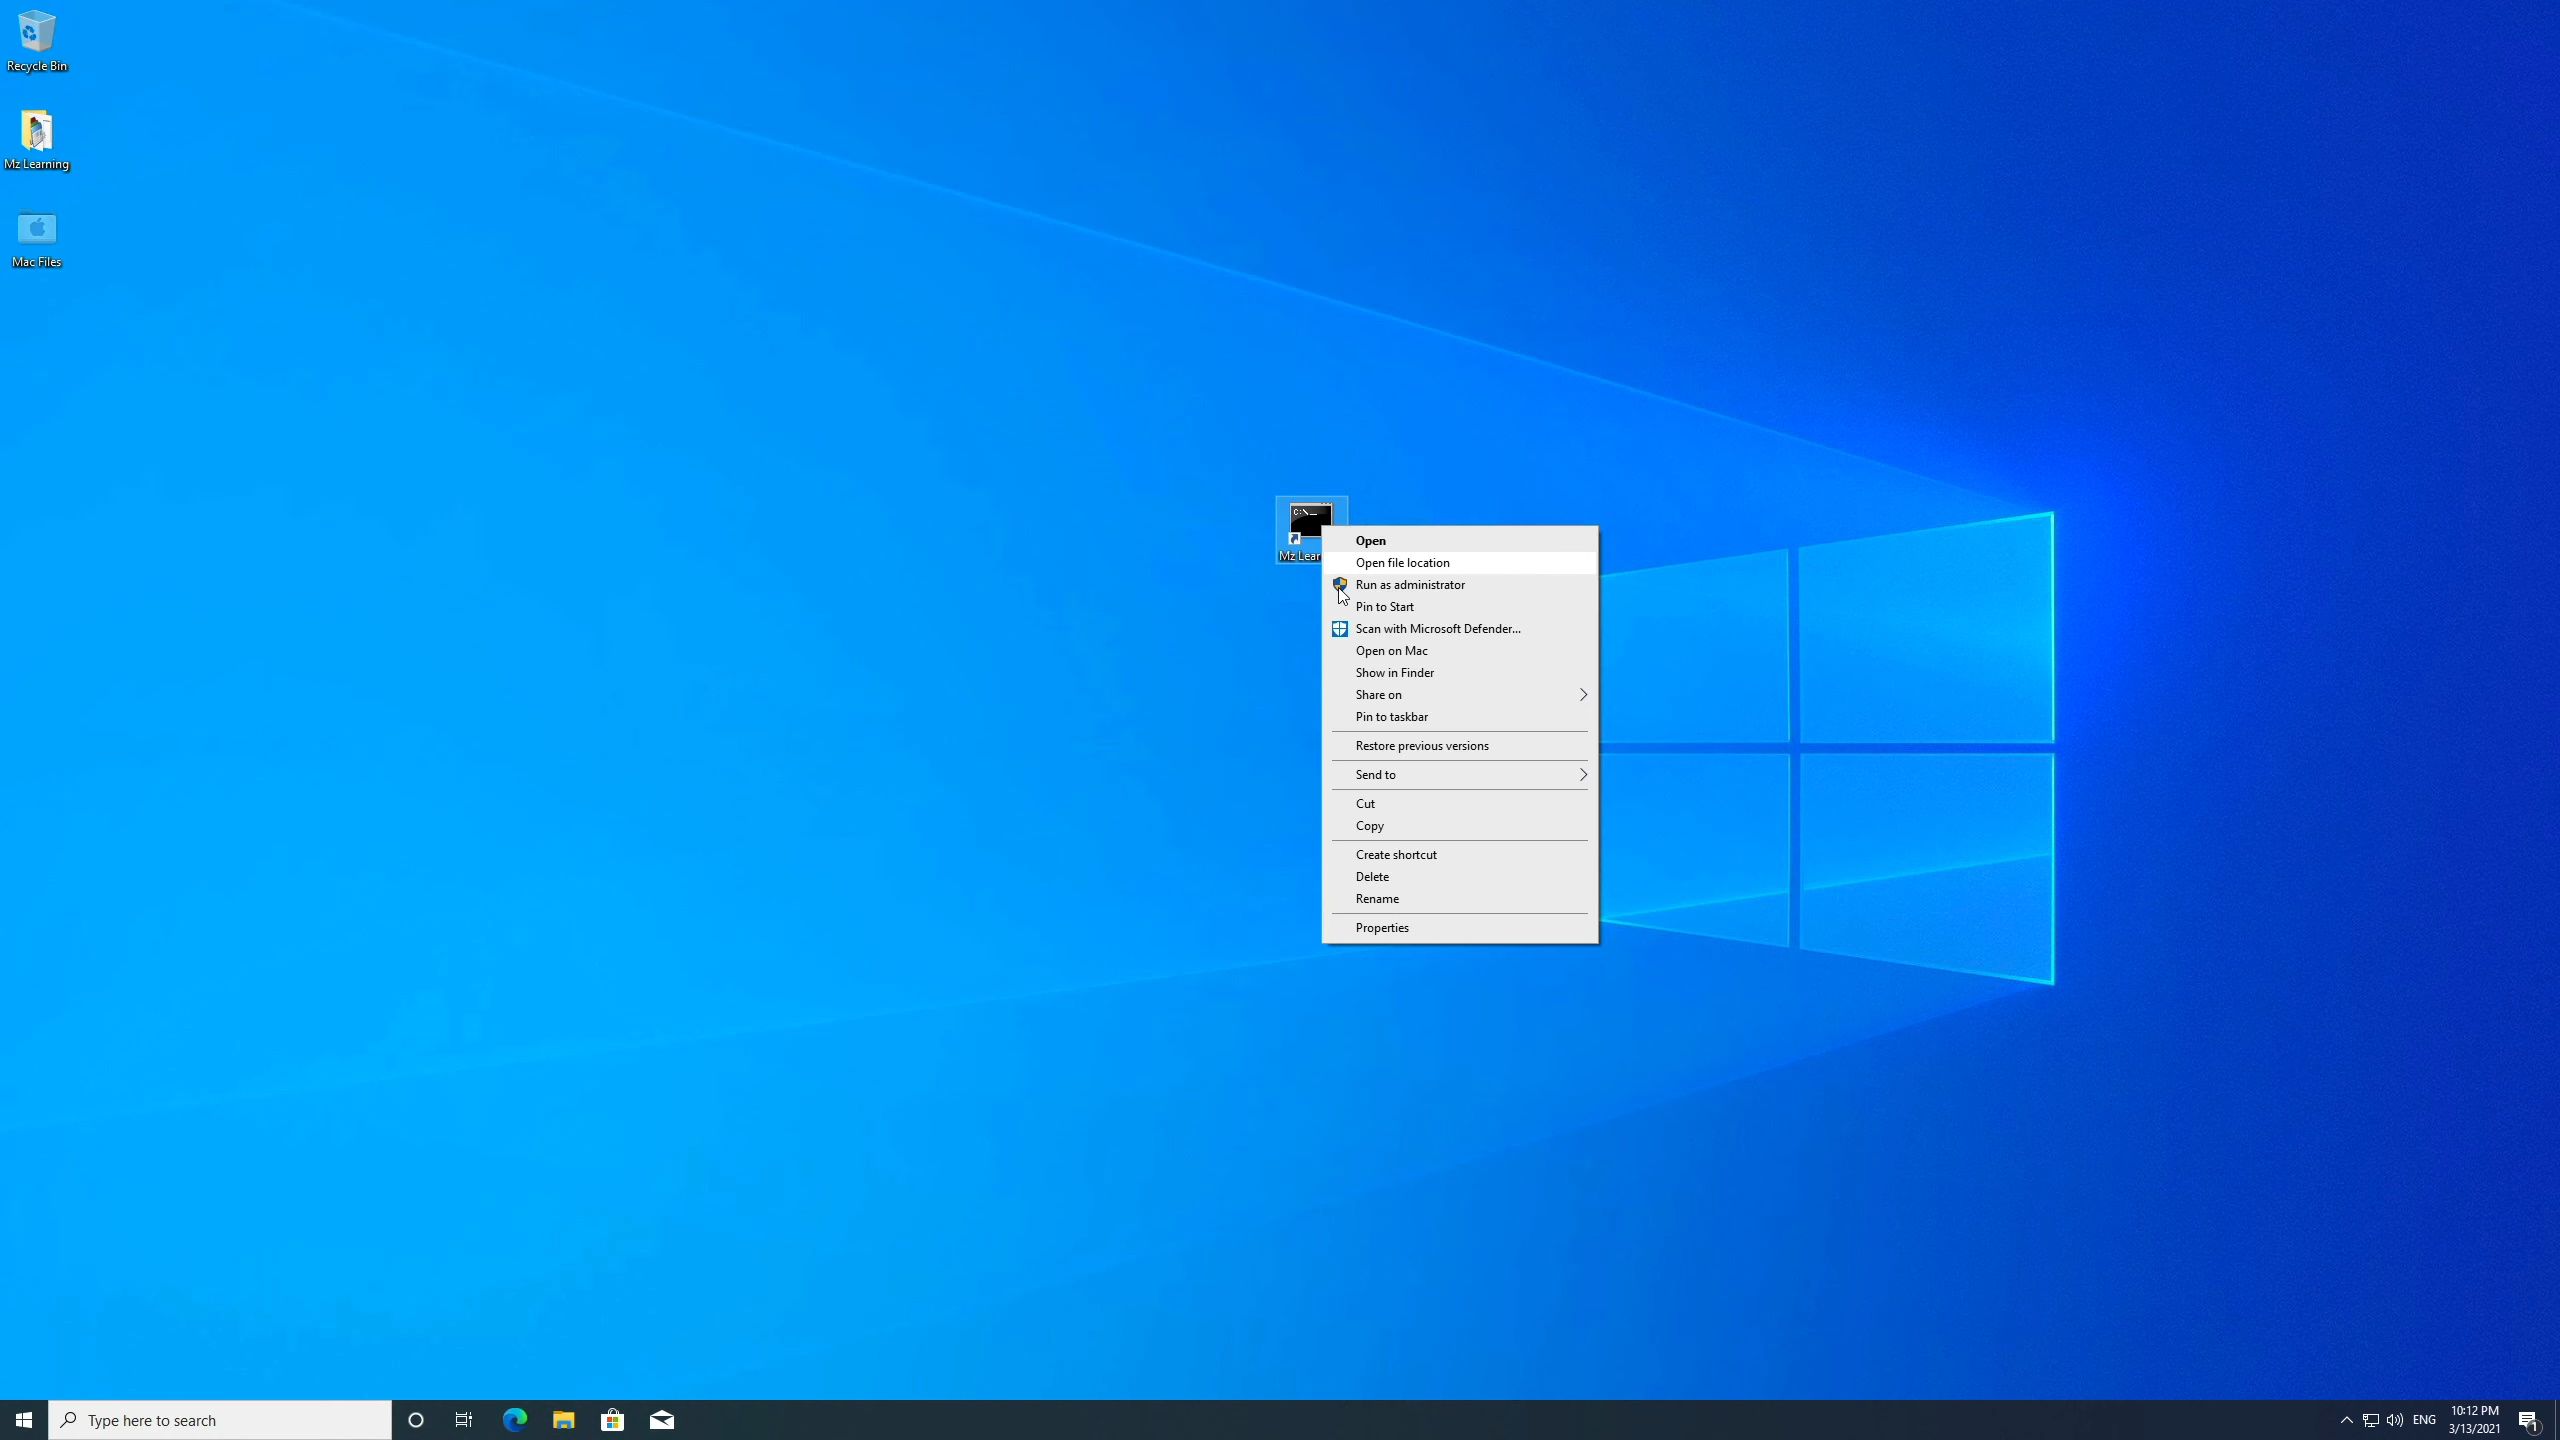 Recycle Bin
Mz Learning
Mac Files
C:\_
Mz Lear
Open
Open file location
Run as administrator
Pin to Start
Scan with Microsoft Defender...
Open on Mac
Show in Finder
Share on
Pin to taskbar
Restore previous versions
Send to
Cut
Copy
Create shortcut
Delete
Rename
Properties
Type here to search
ENG
10:12 PM
3/13/2021
1